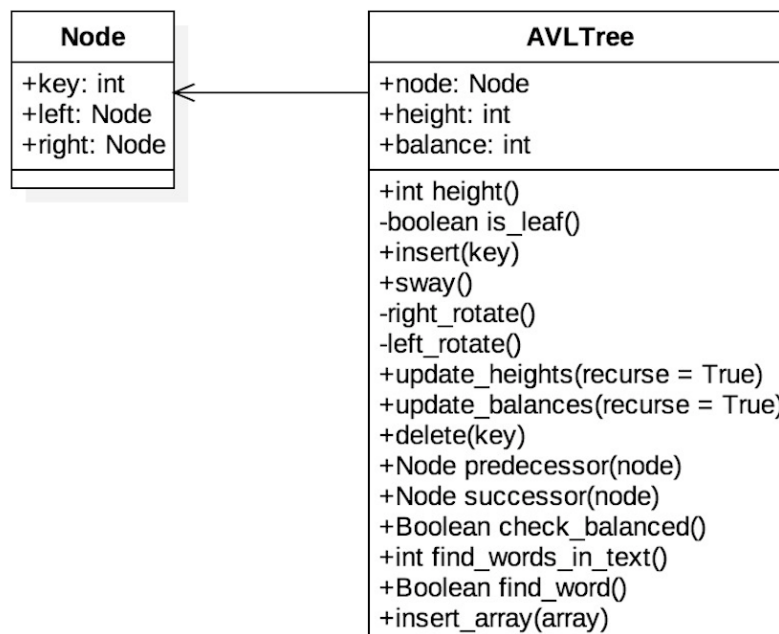 Node
+key: int
+left: Node
+right: Node
AVLTree
+node: Node
+height: int
+balance: int
+int height()
-boolean is_leaf()
+insert(key)
+sway()
-right_rotate()
-left_rotate()
+update_heights(recurse = True)
+update_balances(recurse = True)
+delete(key)
+Node predecessor(node)
+Node successor(node)
+Boolean check_balanced()
+int find_words_in_text()
+Boolean find_word()
+insert_array(array)